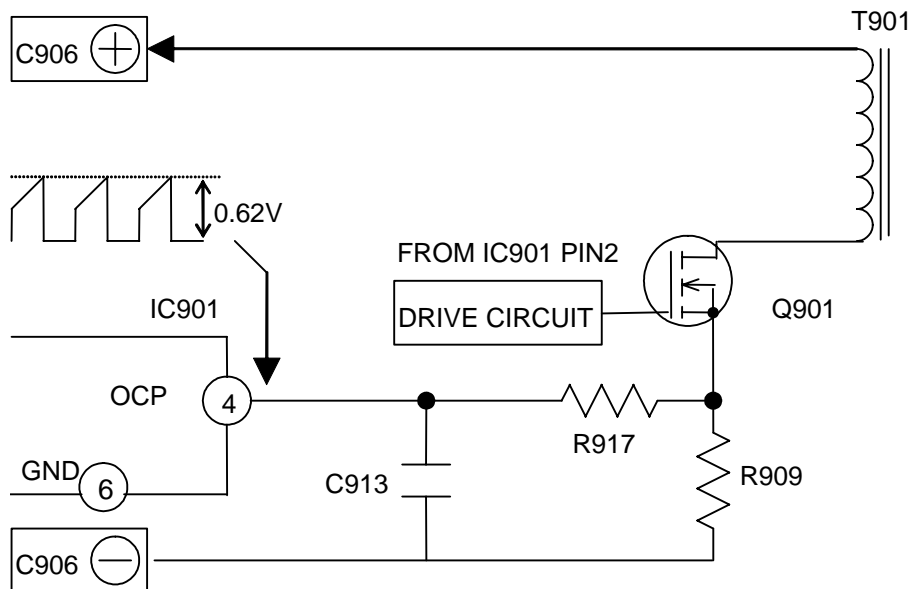 T901
C906 +
0.62V
FROM IC901 PIN2
IC901
DRIVE CIRCUIT
Q901
OCP
4
R917
GND
6
C913
R909
C906 −